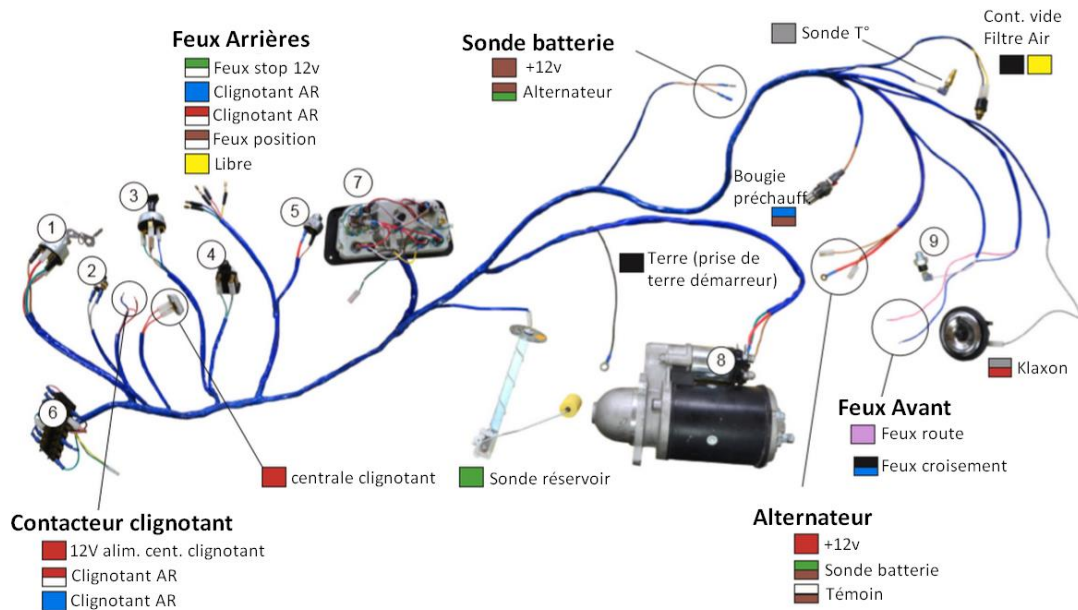 Feux Arrières
Feux stop 12v
Clignotant AR
Clignotant AR
Feux position
Libre
Sonde batterie
+12v
Alternateur
Sonde T°
Cont. vide
Filtre Air
Bougie
préchauff
Terre (prise de
terre démarreur)
1
2
3
4
5
6
7
8
9
Klaxon
Feux Avant
Feux route
Feux croisement
centrale clignotant
Sonde réservoir
Contacteur clignotant
12V alim. cent. clignotant
Clignotant AR
Clignotant AR
Alternateur
+12v
Sonde batterie
Témoin